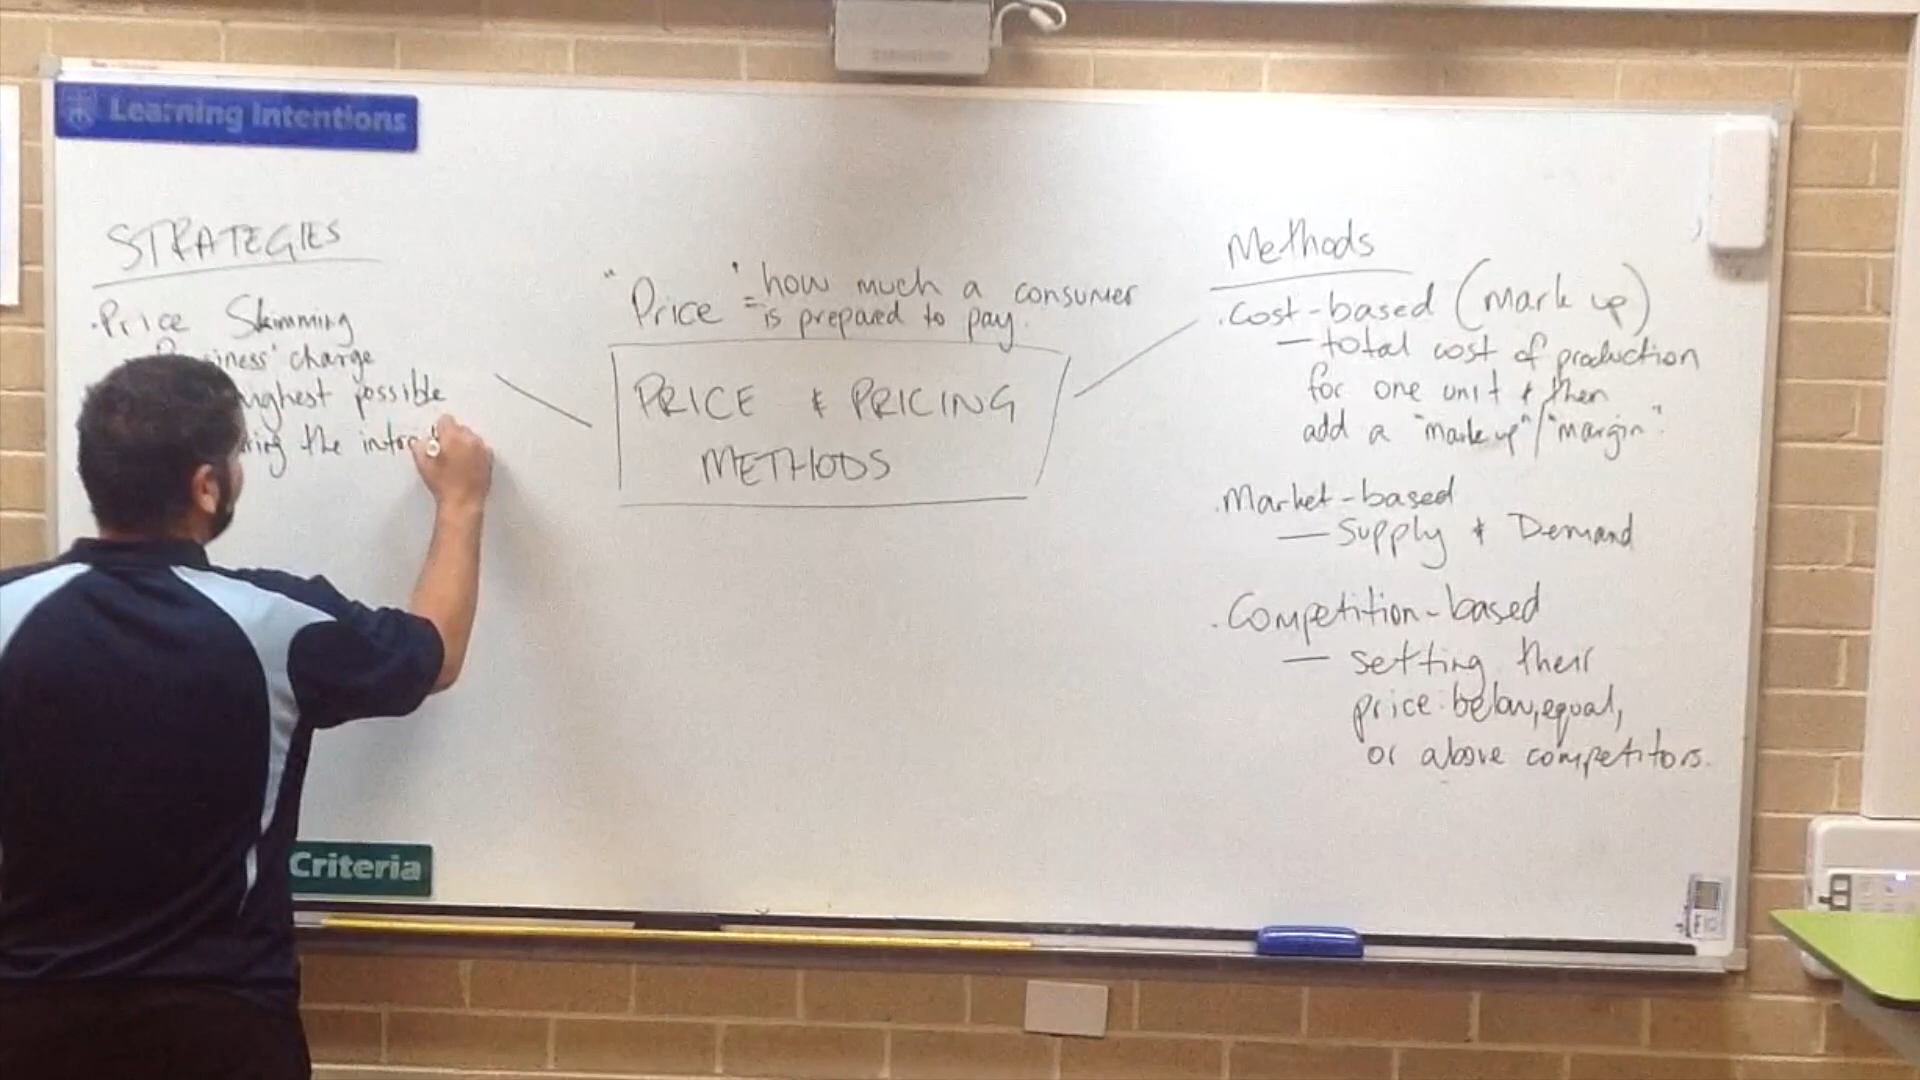 Learning Intentions
STRATEGIES
.Price Skimming
charge
possible
the
"Price" = how much a consumer
is prepared to pay.
PRICE & PRICING
METHODS
Methods
.Cost-based (mark up)
— total cost of production
for one unit & then
add a "mark up"/"margin".
.Market-based
— Supply & Demand
.Competition-based
— setting their
price: below, equal,
or above competitors.
Criteria